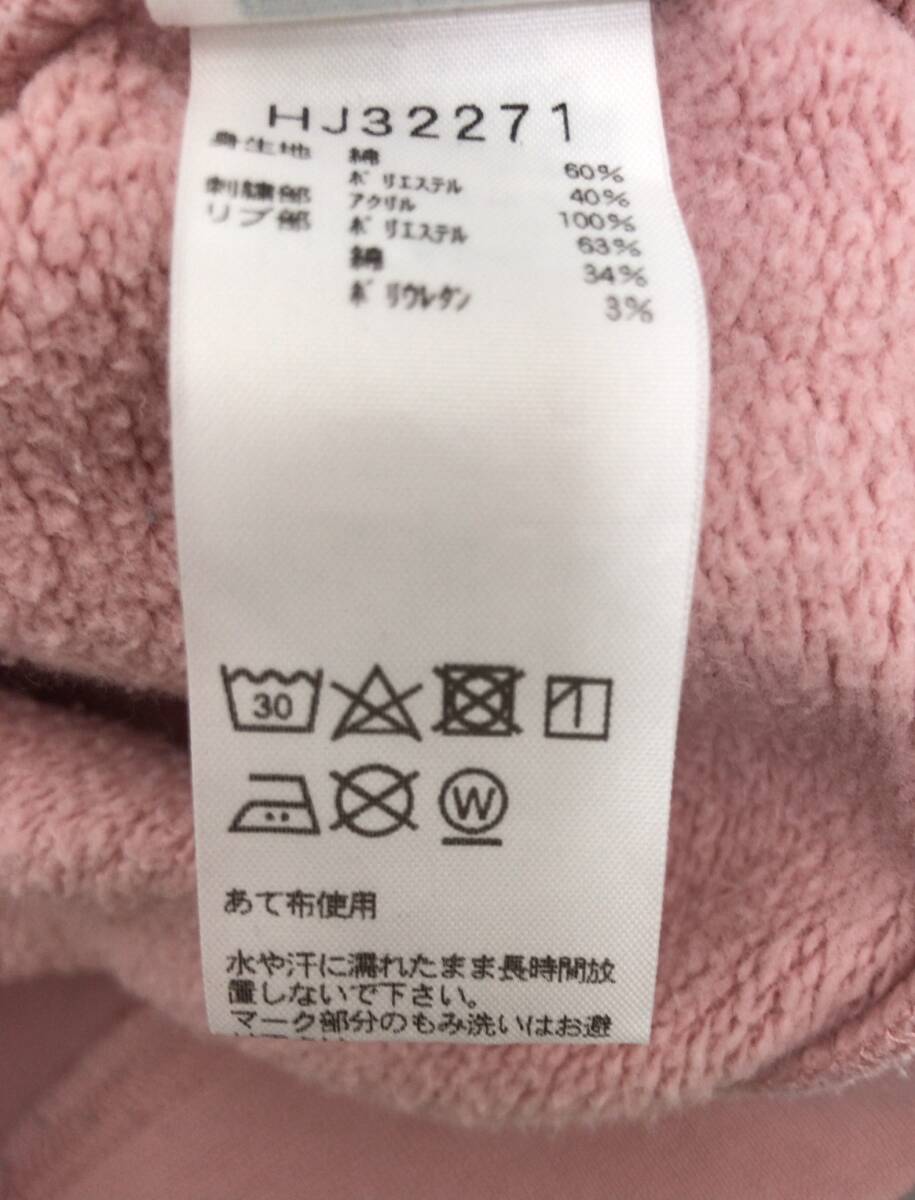 HJ32271
身生地 綿 60%
ポリエステル 40%
刺繍部 アクリル 100%
リブ部 ポリエステル 63%
綿 34%
ポリウレタン 3%
30
W
あて布使用
水や汗に濡れたまま長時間放
置しないで下さい。
マーク部分のもみ洗いはお避